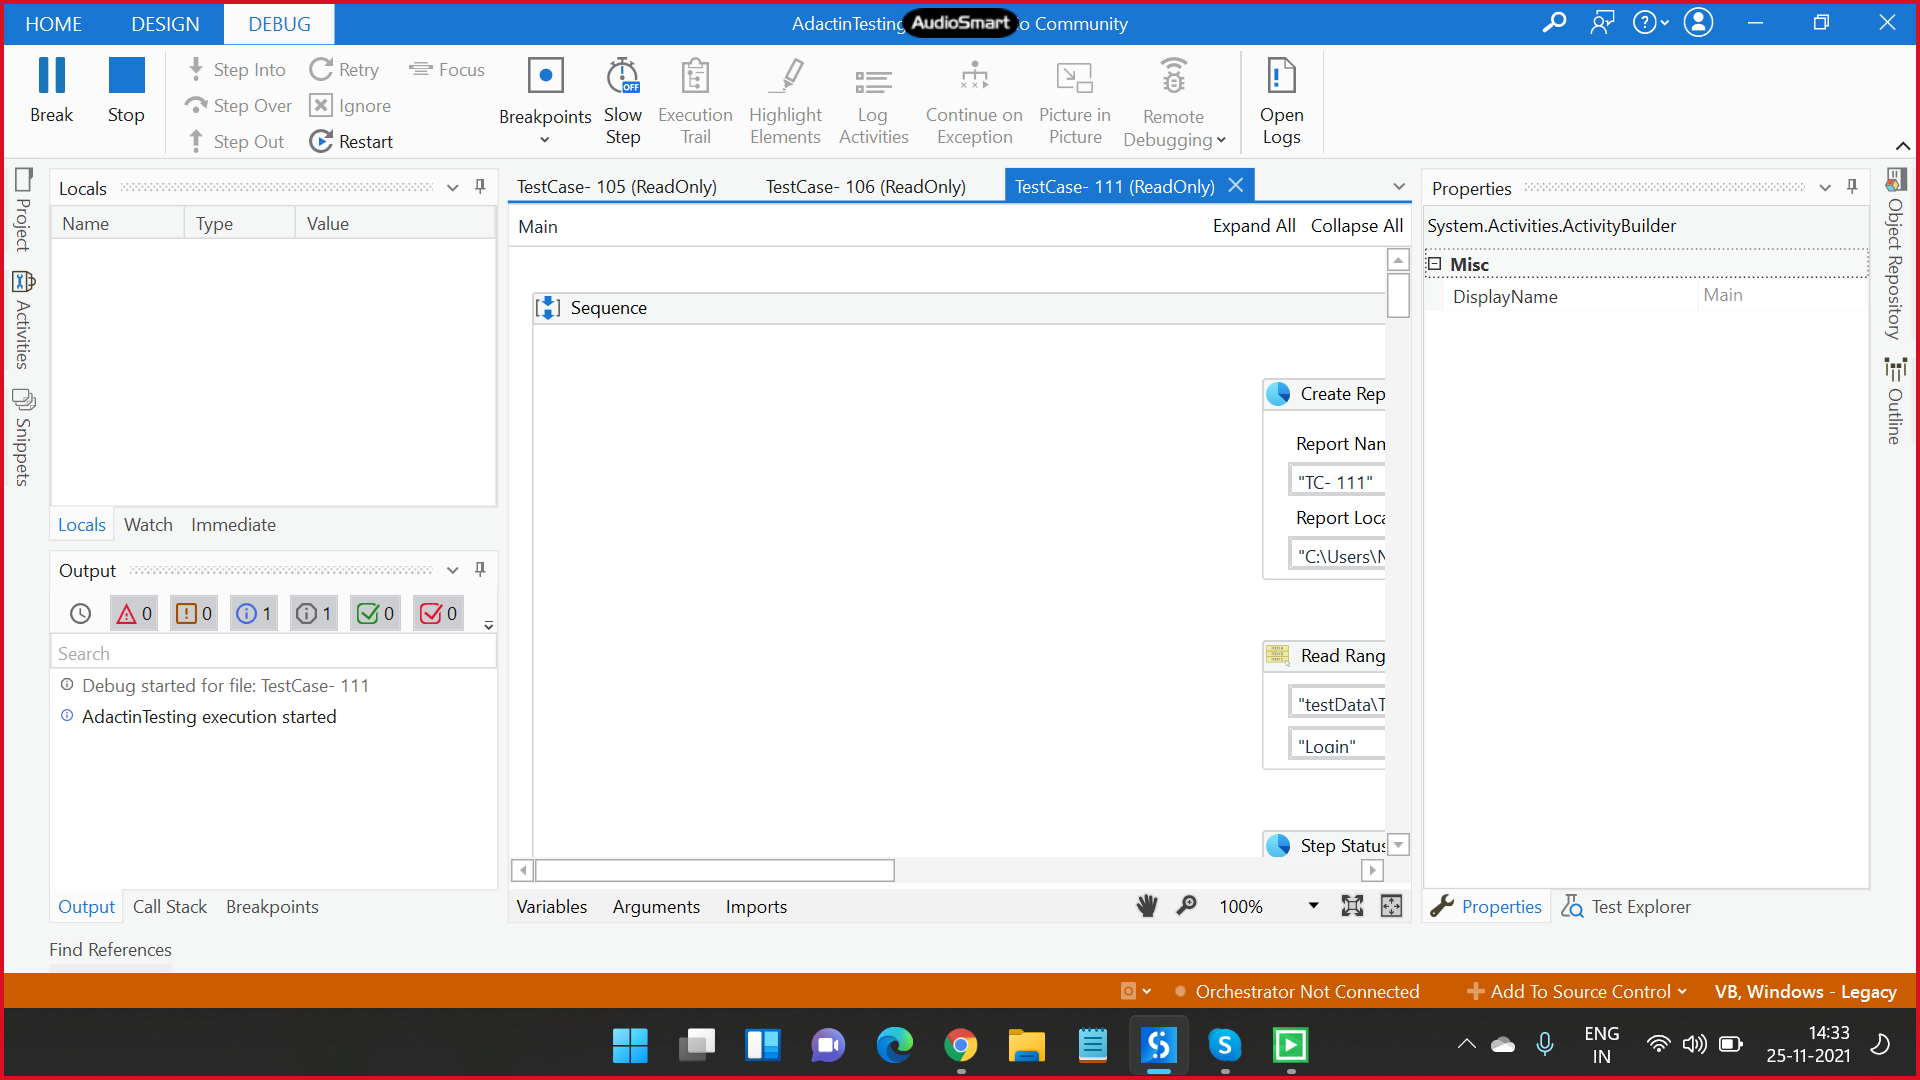 HOME DESIGN DEBUG
AdactinTesting AudioSmart o Community
Break
Stop
Step Into
Step Over
Step Out
Retry
Ignore
Restart
Focus
Breakpoints
Slow
Step
OFF
Execution
Trail
Highlight
Elements
Log
Activities
Continue on
Exception
Picture in
Picture
Remote
Debugging
Open
Logs
Project
Activities
Snippets
Locals
Name Type Value
Locals Watch Immediate
Output
0 0 1 1 0 0
Search
Debug started for file: TestCase- 111
AdactinTesting execution started
Output Call Stack Breakpoints
Find References
TestCase- 105 (ReadOnly) TestCase- 106 (ReadOnly) TestCase- 111 (ReadOnly)
Main Expand All Collapse All
Sequence
Create Rep
Report Nan
"TC- 111"
Report Loca
"C:\Users\N
Read Rang
"testData\T
"Login"
Step Status
Variables Arguments Imports 100%
Properties
System.Activities.ActivityBuilder
Misc
DisplayName Main
Properties Test Explorer
Object Repository
Outline
Orchestrator Not Connected Add To Source Control VB, Windows - Legacy
ENG
IN
14:33
25-11-2021